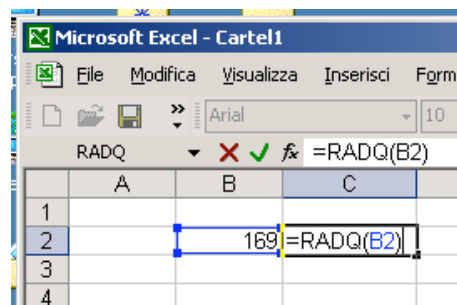 Microsoft Excel - Cartel1
File Modifica Visualizza Inserisci Form
» Arial 10
RADQ fx =RADQ(B2)
A B C
1
2 169 =RADQ(B2)
3
4